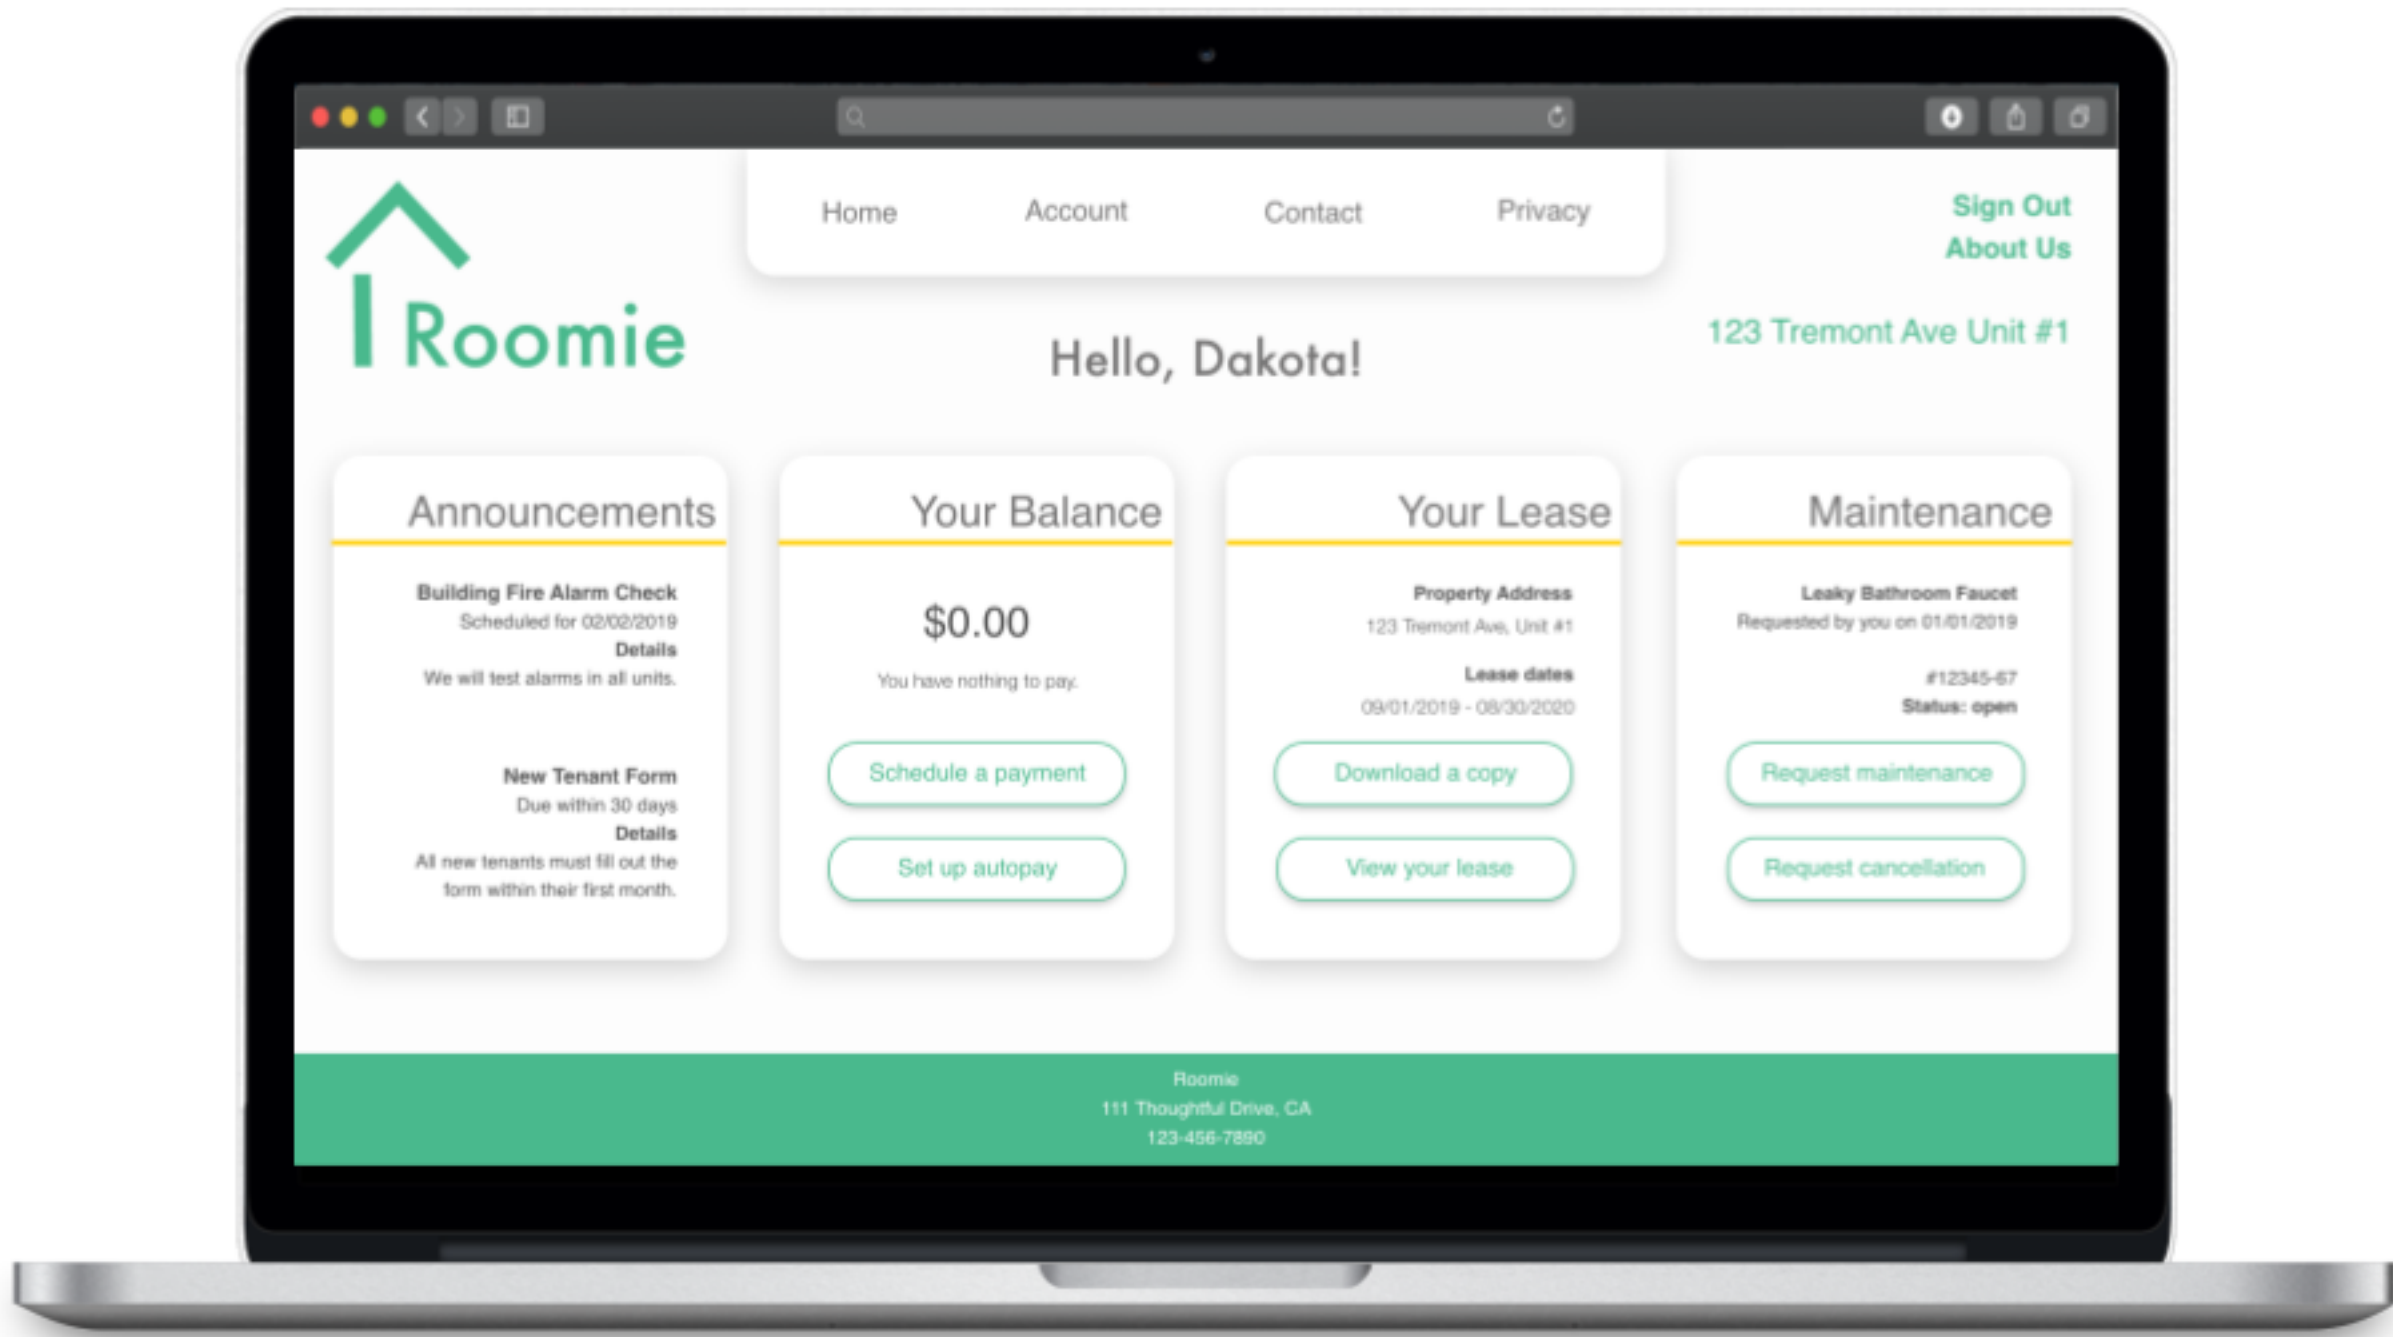 Home
Account
Contact
Privacy
Sign Out
About Us
Roomie
123 Tremont Ave Unit #1
Hello, Dakota!
Announcements
Building Fire Alarm Check
Scheduled for 02/02/2019
Details
We will test alarms in all units.
New Tenant Form
Due within 30 days
Details
All new tenants must fill out the
form within their first month.
Your Balance
$0.00
You have nothing to pay.
Schedule a payment
Set up autopay
Your Lease
Property Address
123 Tremont Ave, Unit #1
Lease dates
09/01/2019 - 08/30/2020
Download a copy
View your lease
Maintenance
Leaky Bathroom Faucet
Requested by you on 01/01/2019
#12345-67
Status: open
Request maintenance
Request cancellation
Roomie
111 Thoughtful Drive, CA
123-456-7890